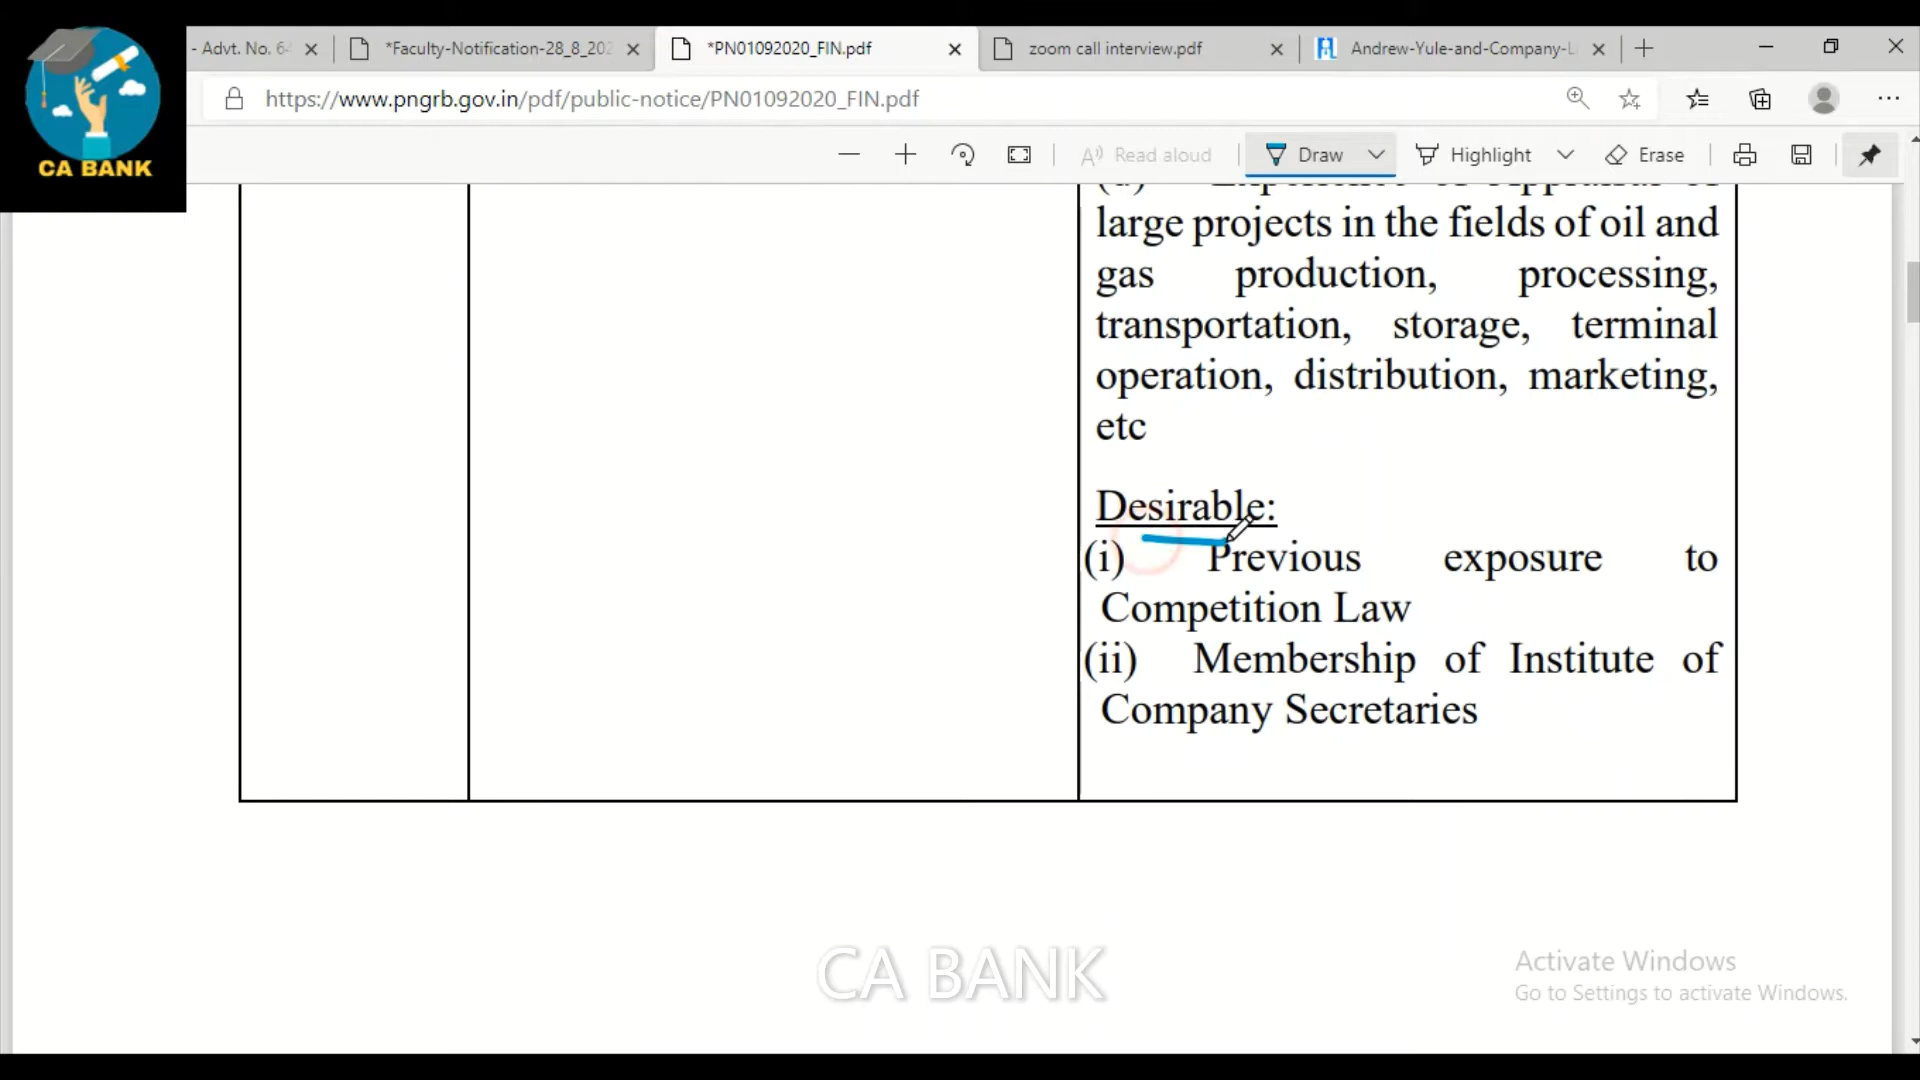 - Advt. No. 64
*Faculty-Notification-28_8_202
*PN01092020_FIN.pdf
zoom call interview.pdf
Andrew-Yule-and-Company-L
CA BANK
https://www.pngrb.gov.in/pdf/public-notice/PN01092020_FIN.pdf
Read aloud
Draw
Highlight
Erase
large projects in the fields of oil and
gas production, processing,
transportation, storage, terminal
operation, distribution, marketing,
etc
Desirable:
(i) Previous exposure to
Competition Law
(ii) Membership of Institute of
Company Secretaries
CA BANK
Activate Windows
Go to Settings to activate Windows.